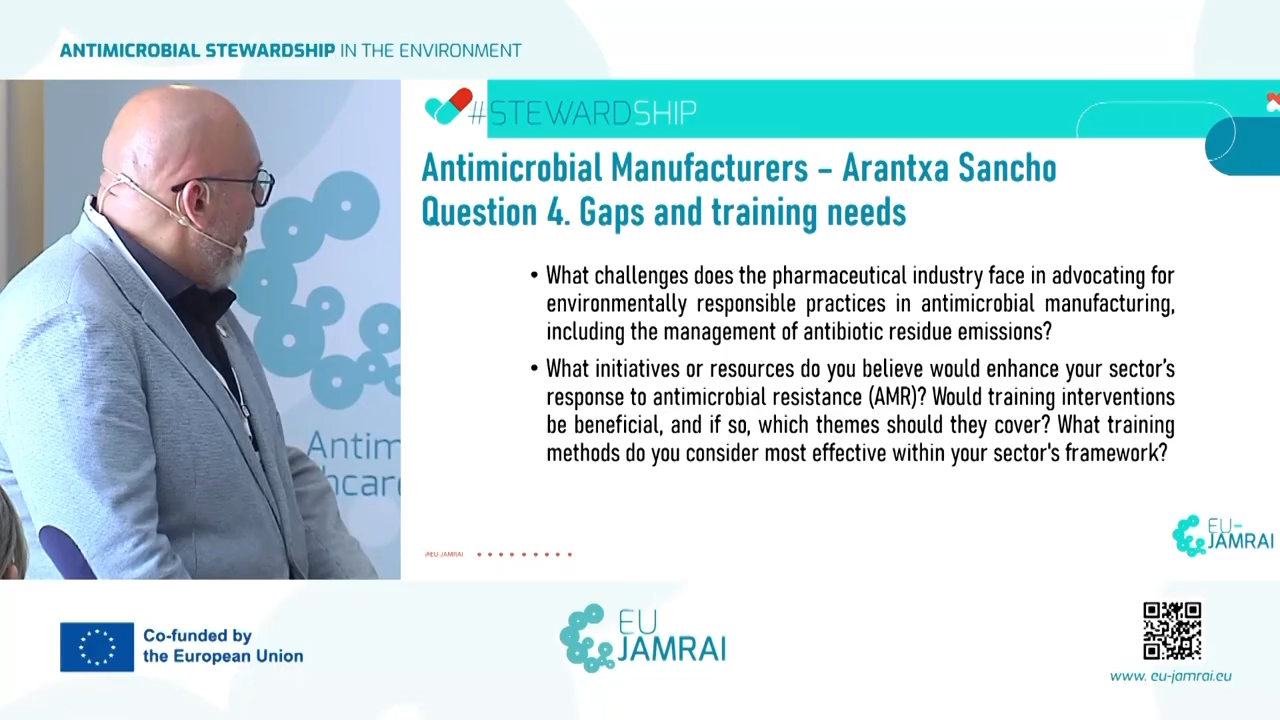 ANTIMICROBIAL STEWARDSHIP IN THE ENVIRONMENT
#STEWARDSHIP
Antimicrobial Manufacturers – Arantxa Sancho
Question 4. Gaps and training needs
• What challenges does the pharmaceutical industry face in advocating for
environmentally responsible practices in antimicrobial manufacturing,
including the management of antibiotic residue emissions?
• What initiatives or resources do you believe would enhance your sector’s
response to antimicrobial resistance (AMR)? Would training interventions
be beneficial, and if so, which themes should they cover? What training
methods do you consider most effective within your sector's framework?
Antim
hcar
#EU-JAMRAI
EU-
JAMRAI
Co-funded by
the European Union
EU
JAMRAI
www. eu-jamrai.eu